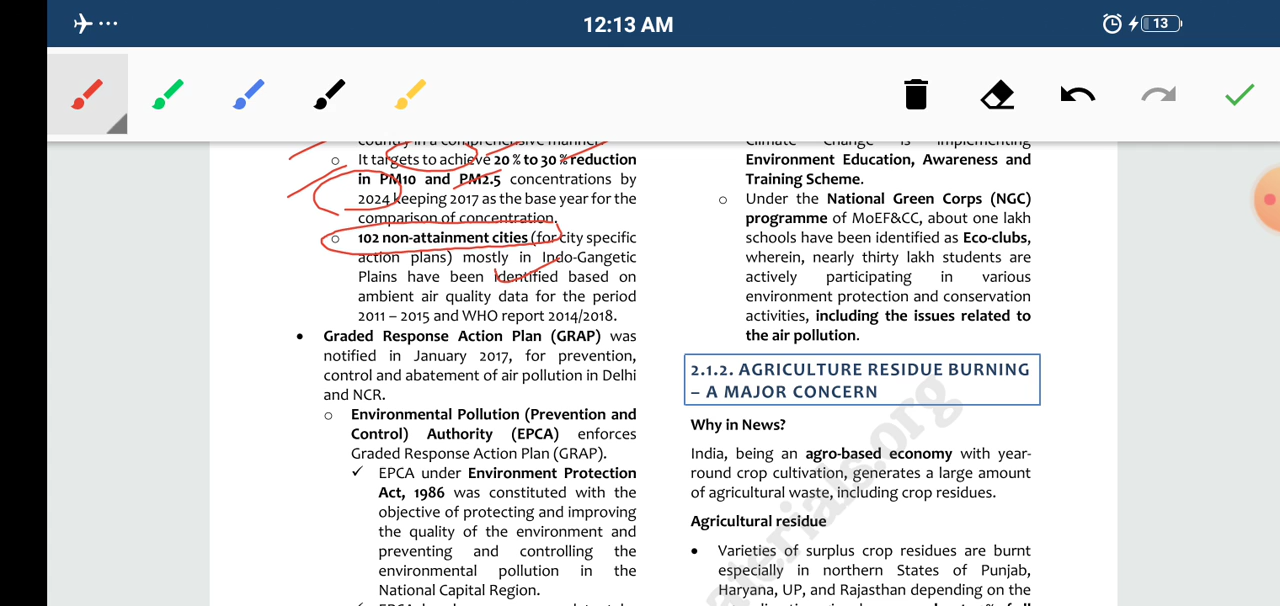 12:13 AM
13
country in a comprehensive manner.
○ It targets to achieve 20 % to 30 % reduction
in PM10 and PM2.5 concentrations by
2024 keeping 2017 as the base year for the
comparison of concentration.
○ 102 non-attainment cities (for city specific
action plans) mostly in Indo-Gangetic
Plains have been identified based on
ambient air quality data for the period
2011 – 2015 and WHO report 2014/2018.
• Graded Response Action Plan (GRAP) was
notified in January 2017, for prevention,
control and abatement of air pollution in Delhi
and NCR.
○ Environmental Pollution (Prevention and
Control) Authority (EPCA) enforces
Graded Response Action Plan (GRAP).
✓ EPCA under Environment Protection
Act, 1986 was constituted with the
objective of protecting and improving
the quality of the environment and
preventing and controlling the
environmental pollution in the
National Capital Region.
Climate Change is implementing
Environment Education, Awareness and
Training Scheme.
○ Under the National Green Corps (NGC)
programme of MoEF&CC, about one lakh
schools have been identified as Eco-clubs,
wherein, nearly thirty lakh students are
actively participating in various
environment protection and conservation
activities, including the issues related to
the air pollution.
2.1.2. AGRICULTURE RESIDUE BURNING
– A MAJOR CONCERN
Why in News?
India, being an agro-based economy with year-
round crop cultivation, generates a large amount
of agricultural waste, including crop residues.
Agricultural residue
• Varieties of surplus crop residues are burnt
especially in northern States of Punjab,
Haryana, UP, and Rajasthan depending on the
aterials.org